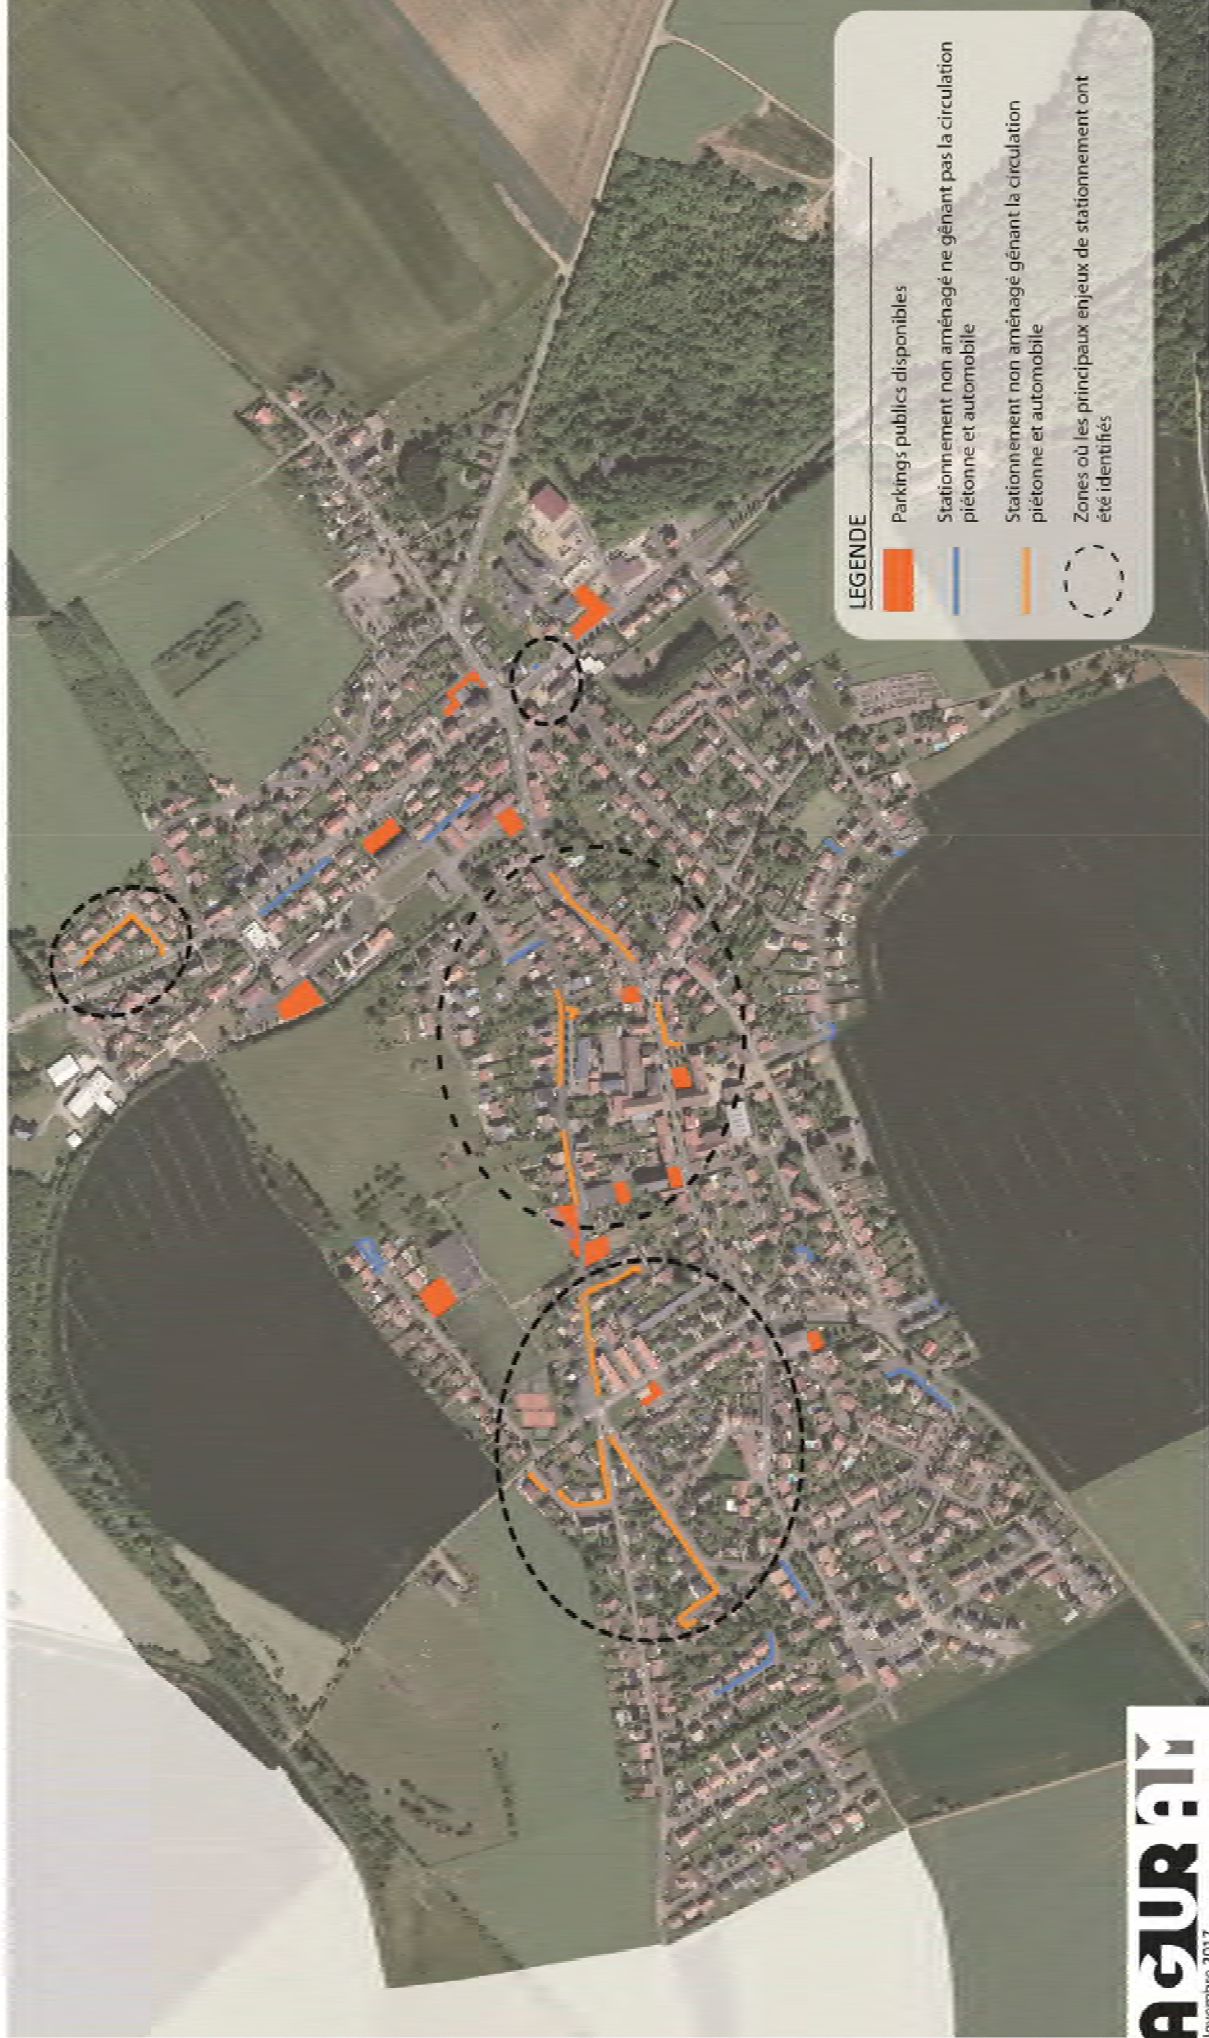 LEGENDE
Parkings publics disponibles
Stationnement non aménagé ne gênant pas la circulation
piétonne et automobile
Stationnement non aménagé gênant la circulation
piétonne et automobile
Zones où les principaux enjeux de stationnement ont
été identifiés
AGURAM
2017